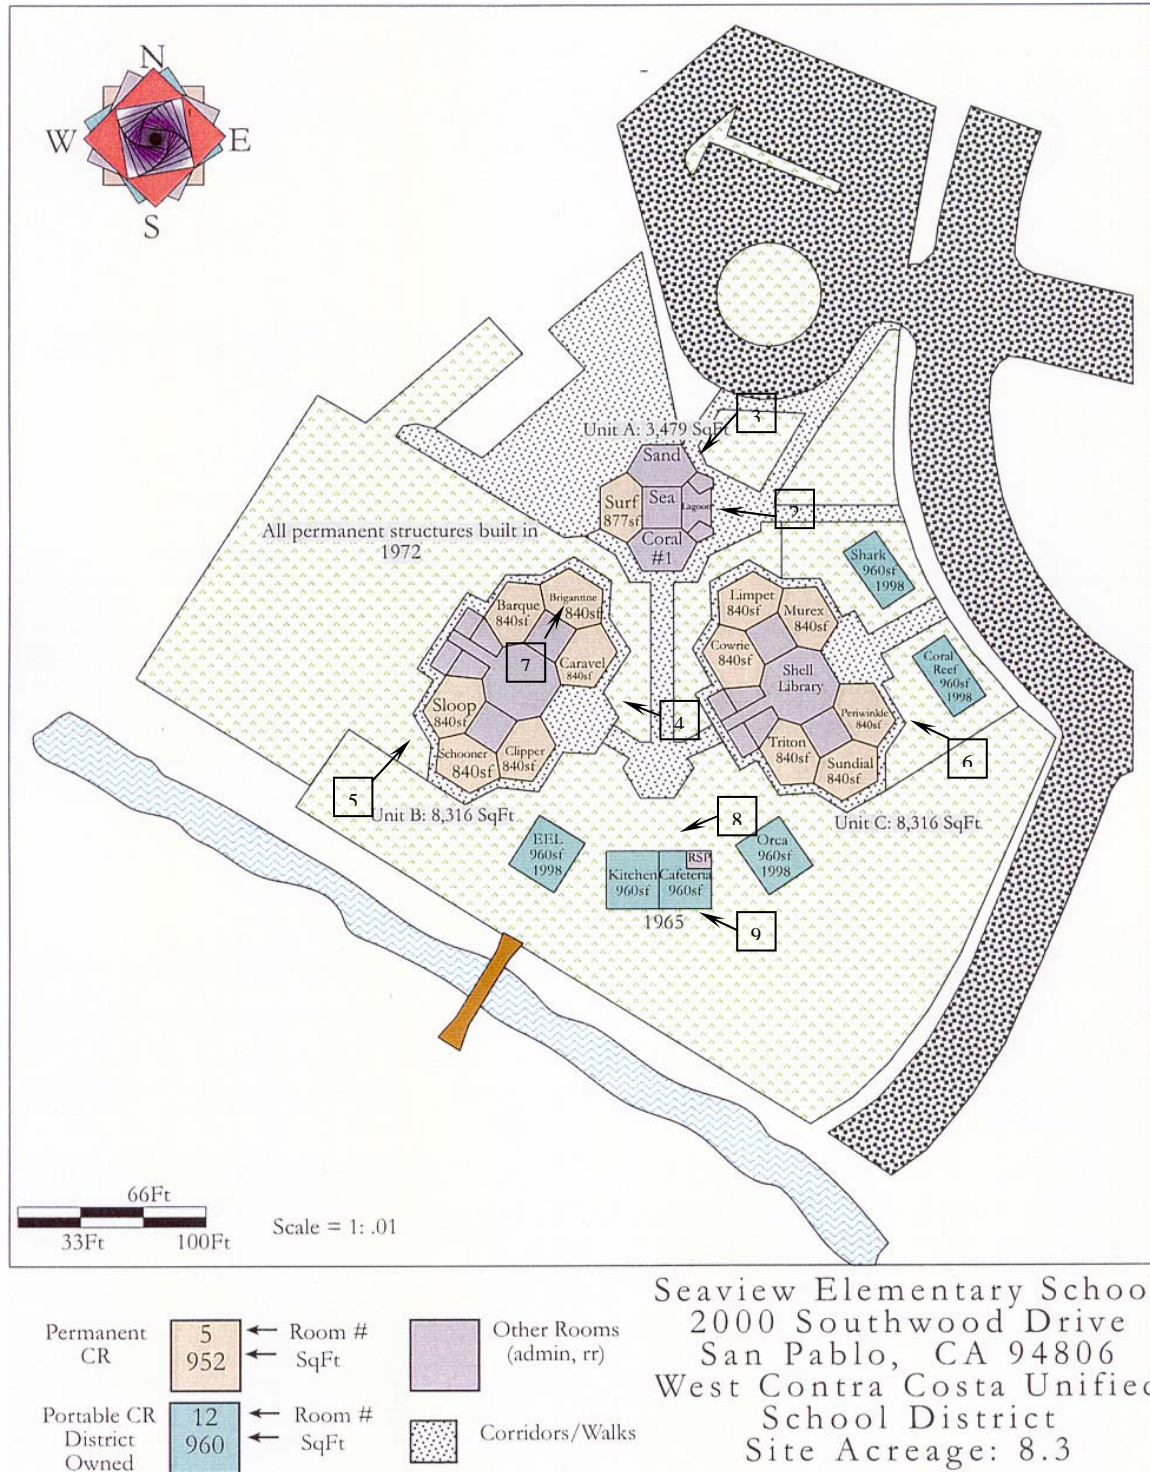 N
W E
S
3
Unit A: 3,479 SqFt
Sand
Sea
Lagoon
Surf
877sf
Coral
#1
2
All permanent structures built in
1972
Shark
960sf
1998
Barque
840sf
Brigantine
840sf
7
Caravel
840sf
Sloop
840sf
Schooner
840sf
Clipper
840sf
Limpet
840sf
Murex
840sf
Cowrie
840sf
Shell
Library
Periwinkle
840sf
Triton
840sf
Sundial
840sf
Coral
Reef
960sf
1998
4
6
5
Unit B: 8,316 SqFt
8
Unit C: 8,316 SqFt
EEL
960sf
1998
Kitchen
960sf
RSP
Cafeteria
960sf
Orca
960sf
1998
1965
9
66Ft
33Ft 100Ft
Scale = 1: .01
Permanent
CR
5
952
Room #
SqFt
Other Rooms
(admin, rr)
Portable CR
District
Owned
12
960
Room #
SqFt
Corridors/Walks
Seaview Elementary Schoo
2000 Southwood Drive
San Pablo, CA 94806
West Contra Costa Unified
School District
Site Acreage: 8.3